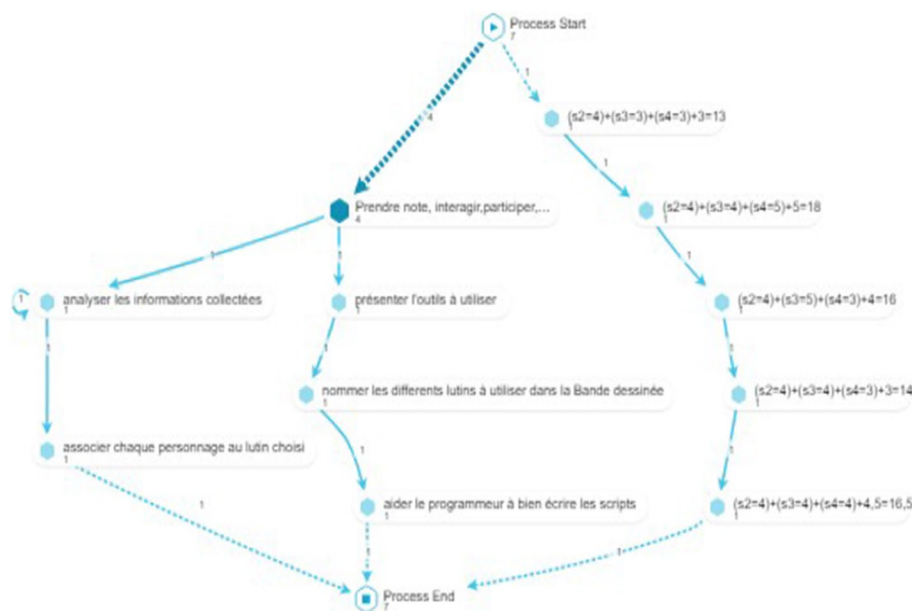 Process Start
7
1
4
(s2=4)+(s3=3)+(s4=3)+3=13
1
1
Prendre note, interagir,participer,...
4
(s2=4)+(s3=4)+(s4=5)+5=18
1
1
1
1
1
analyser les informations collectées
1
présenter l'outils à utiliser
1
(s2=4)+(s3=5)+(s4=3)+4=16
1
1
1
1
nommer les differents lutins à utiliser dans la Bande dessinée
1
(s2=4)+(s3=4)+(s4=3)+3=14
1
associer chaque personnage au lutin choisi
1
1
1
1
aider le programmeur à bien écrire les scripts
1
(s2=4)+(s3=4)+(s4=4)+4,5=16,5
1
1
1
Process End
7